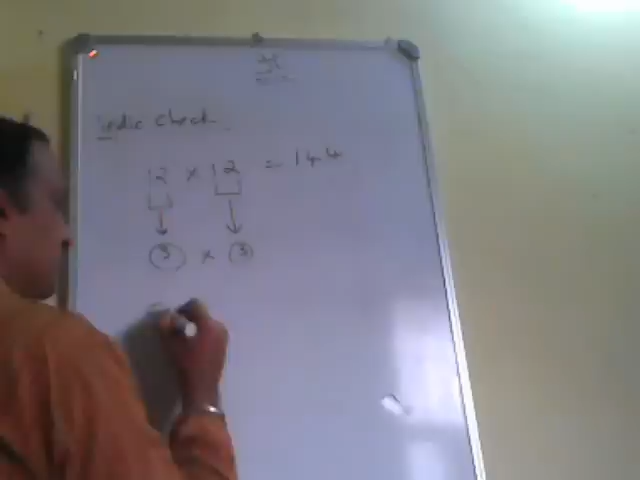 Vedic check.
12 × 12 = 144
3 × 3